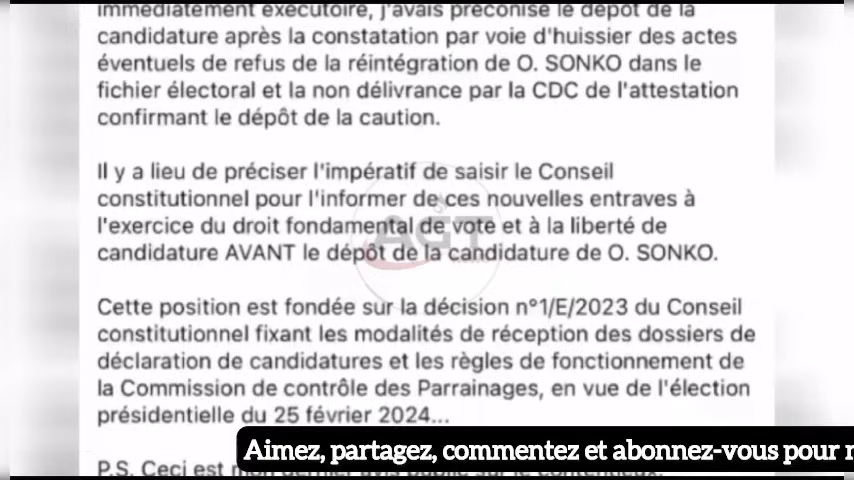 immédiatement exécutoire, j'avais préconisé le dépôt de la
candidature après la constatation par voie d'huissier des actes
éventuels de refus de la réintégration de O. SONKO dans le
fichier électoral et la non délivrance par la CDC de l'attestation
confirmant le dépôt de la caution.
Il y a lieu de préciser l'impératif de saisir le Conseil
constitutionnel pour l'informer de ces nouvelles entraves à
l'exercice du droit fondamental de vote et à la liberté de
candidature AVANT le dépôt de la candidature de O. SONKO.
AGT
Cette position est fondée sur la décision n°1/E/2023 du Conseil
constitutionnel fixant les modalités de réception des dossiers de
déclaration de candidatures et les règles de fonctionnement de
la Commission de contrôle des Parrainages, en vue de l'élection
présidentielle du 25 février 2024...
Aimez, partagez, commentez et abonnez-vous pour
P.S. Ceci est